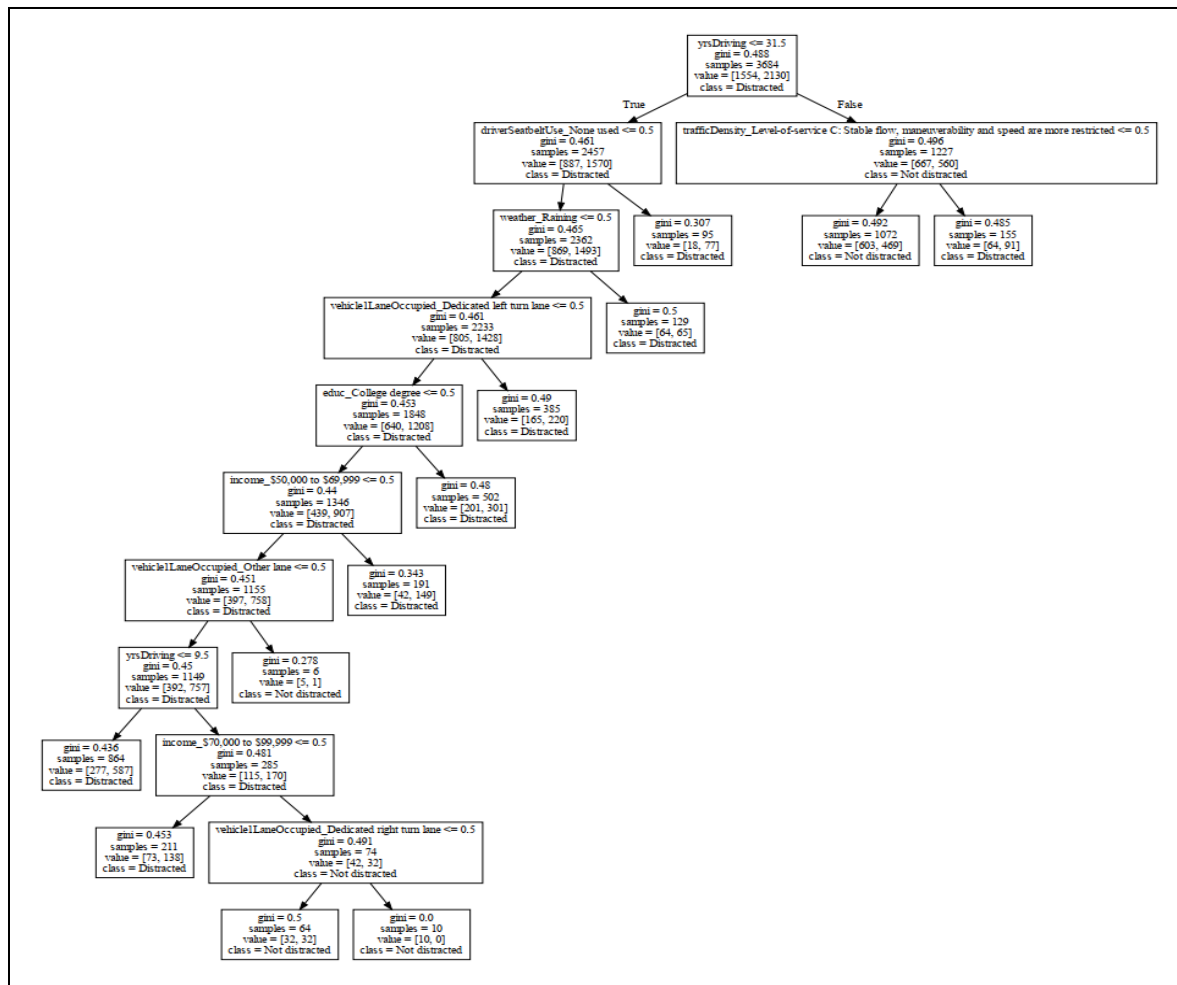 yrsDriving <= 31.5
gini = 0.488
samples = 3684
value = [1554, 2130]
class = Distracted
True
False
driverSeatbeltUse_None used <= 0.5
gini = 0.461
samples = 2457
value = [887, 1570]
class = Distracted
trafficDensity_Level-of-service C: Stable flow, maneuverability and speed are more restricted <= 0.5
gini = 0.496
samples = 1227
value = [667, 560]
class = Not distracted
weather_Raining <= 0.5
gini = 0.465
samples = 2362
value = [869, 1493]
class = Distracted
gini = 0.307
samples = 95
value = [18, 77]
class = Distracted
gini = 0.492
samples = 1072
value = [603, 469]
class = Not distracted
gini = 0.485
samples = 155
value = [64, 91]
class = Distracted
vehicle1LaneOccupied_Dedicated left turn lane <= 0.5
gini = 0.461
samples = 2233
value = [805, 1428]
class = Distracted
gini = 0.5
samples = 129
value = [64, 65]
class = Distracted
educ_College degree <= 0.5
gini = 0.453
samples = 1848
value = [640, 1208]
class = Distracted
gini = 0.49
samples = 385
value = [165, 220]
class = Distracted
income_$50,000 to $69,999 <= 0.5
gini = 0.44
samples = 1346
value = [439, 907]
class = Distracted
gini = 0.48
samples = 502
value = [201, 301]
class = Distracted
vehicle1LaneOccupied_Other lane <= 0.5
gini = 0.451
samples = 1155
value = [397, 758]
class = Distracted
gini = 0.343
samples = 191
value = [42, 149]
class = Distracted
yrsDriving <= 9.5
gini = 0.45
samples = 1149
value = [392, 757]
class = Distracted
gini = 0.278
samples = 6
value = [5, 1]
class = Not distracted
gini = 0.436
samples = 864
value = [277, 587]
class = Distracted
income_$70,000 to $99,999 <= 0.5
gini = 0.481
samples = 285
value = [115, 170]
class = Distracted
gini = 0.453
samples = 211
value = [73, 138]
class = Distracted
vehicle1LaneOccupied_Dedicated right turn lane <= 0.5
gini = 0.491
samples = 74
value = [42, 32]
class = Not distracted
gini = 0.5
samples = 64
value = [32, 32]
class = Not distracted
gini = 0.0
samples = 10
value = [10, 0]
class = Not distracted